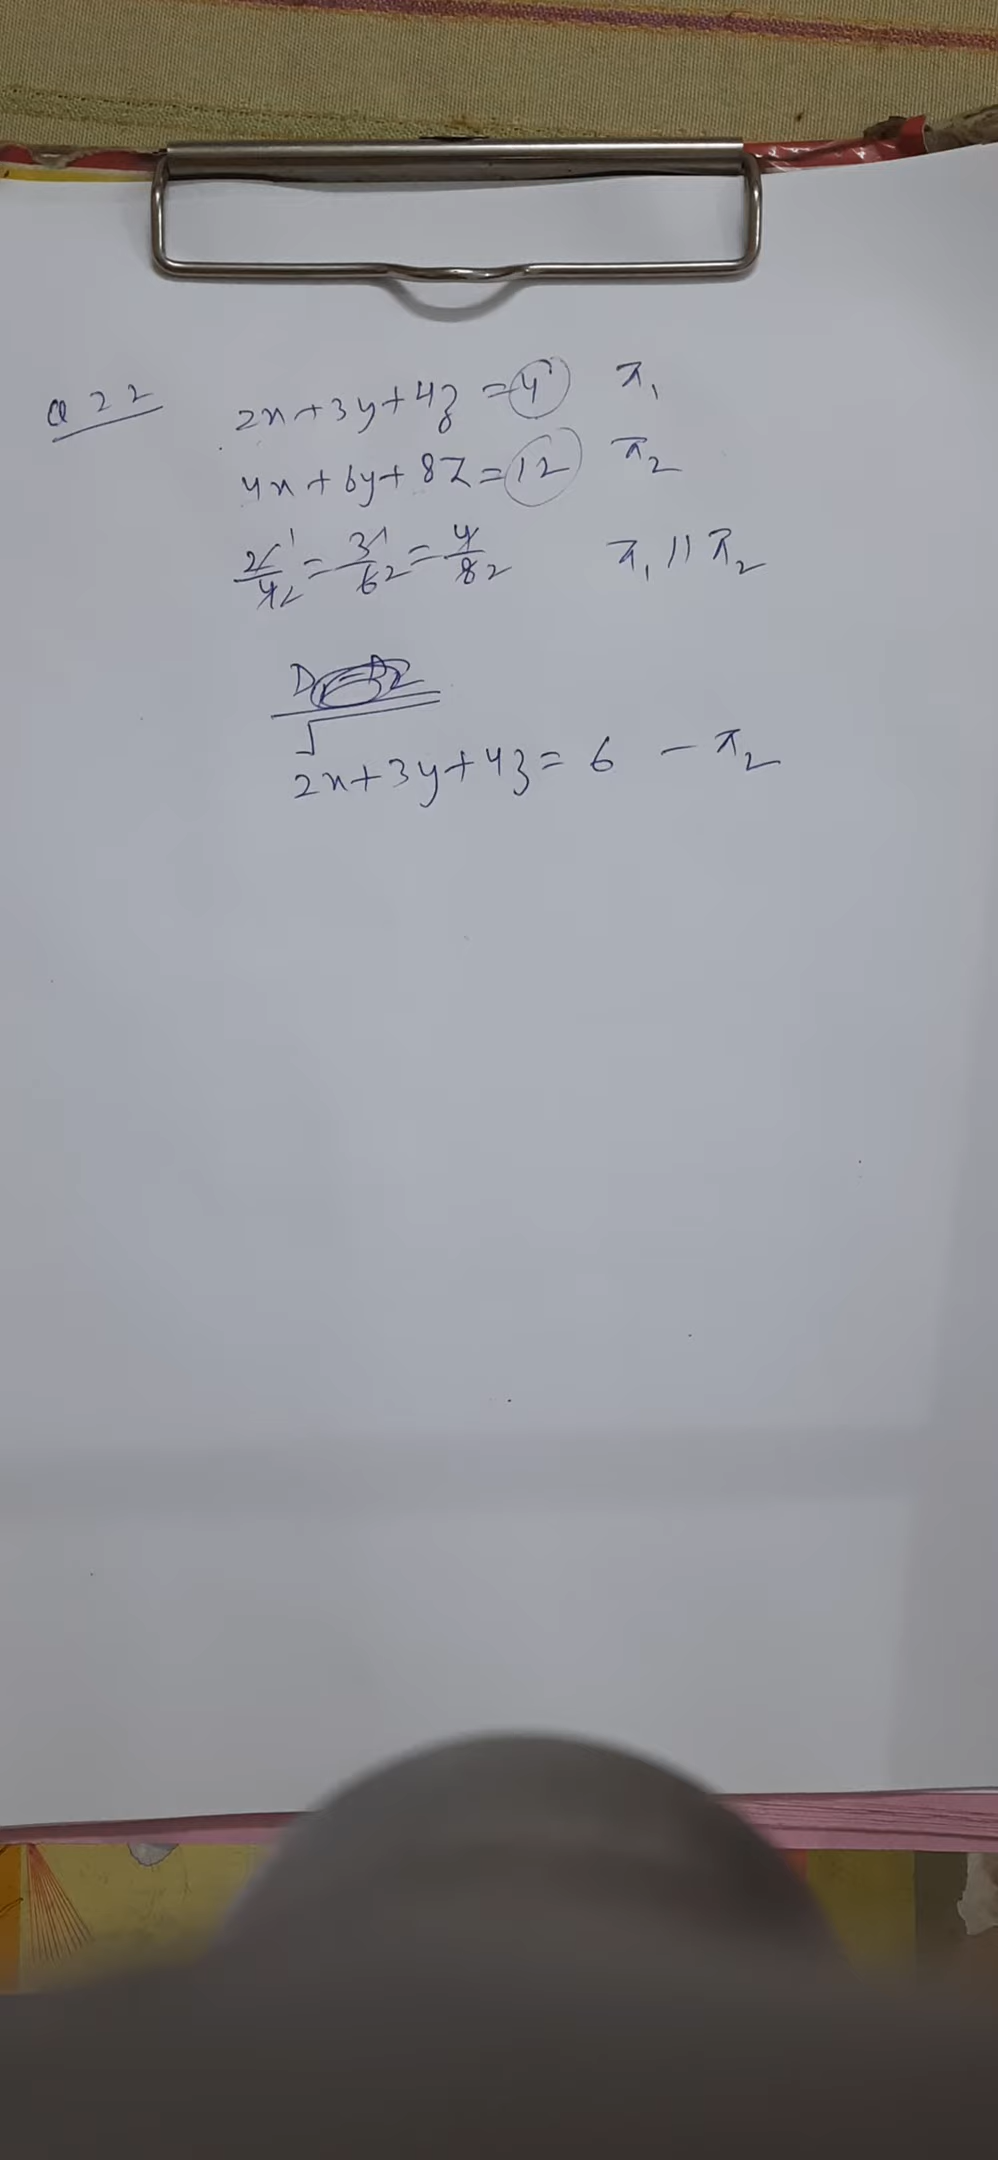 Q 22
2x+3y+4z = 4 π₁
4x+6y+8z = 12 π₂
2/4 = 3/6 = 4/8 π₁ || π₂
2x+3y+4z = 6 — π₂